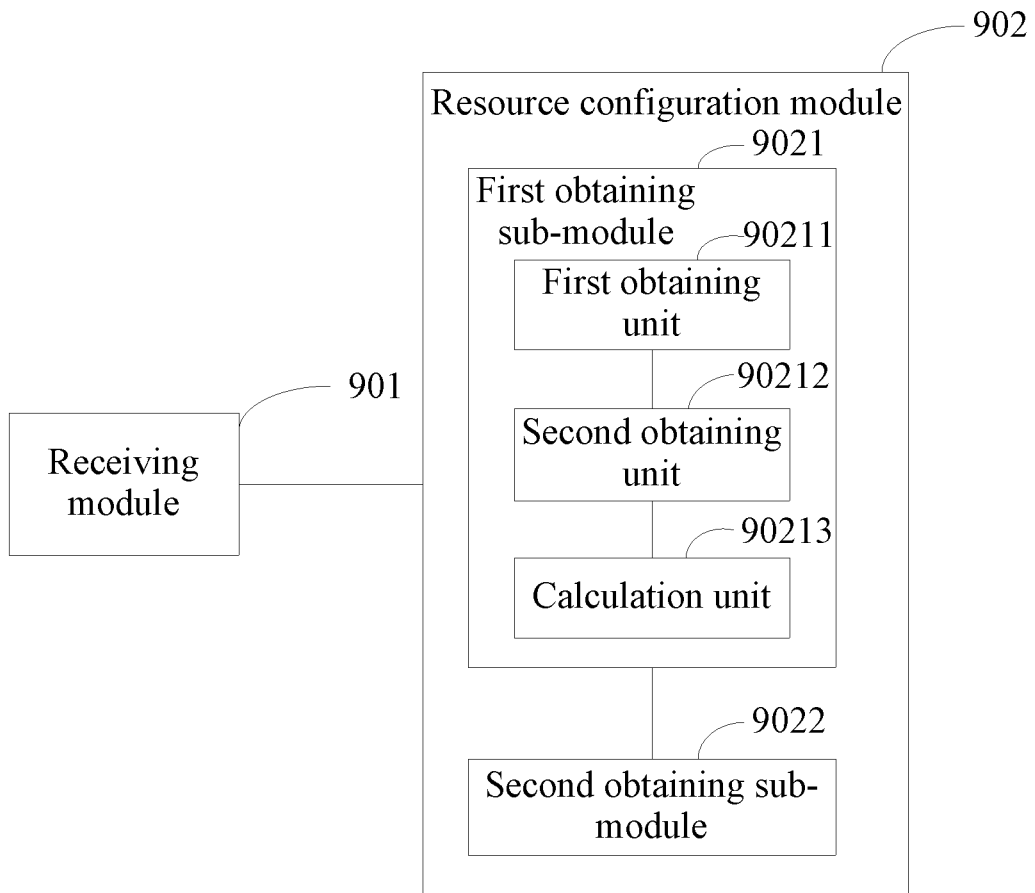 902
Resource configuration module
9021
First obtaining
sub-module
90211
First obtaining
unit
90212
Second obtaining
unit
90213
Calculation unit
901
Receiving
module
9022
Second obtaining sub-
module